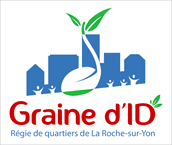 Graine d'ID
Régie de quartiers de La Roche-sur-Yon